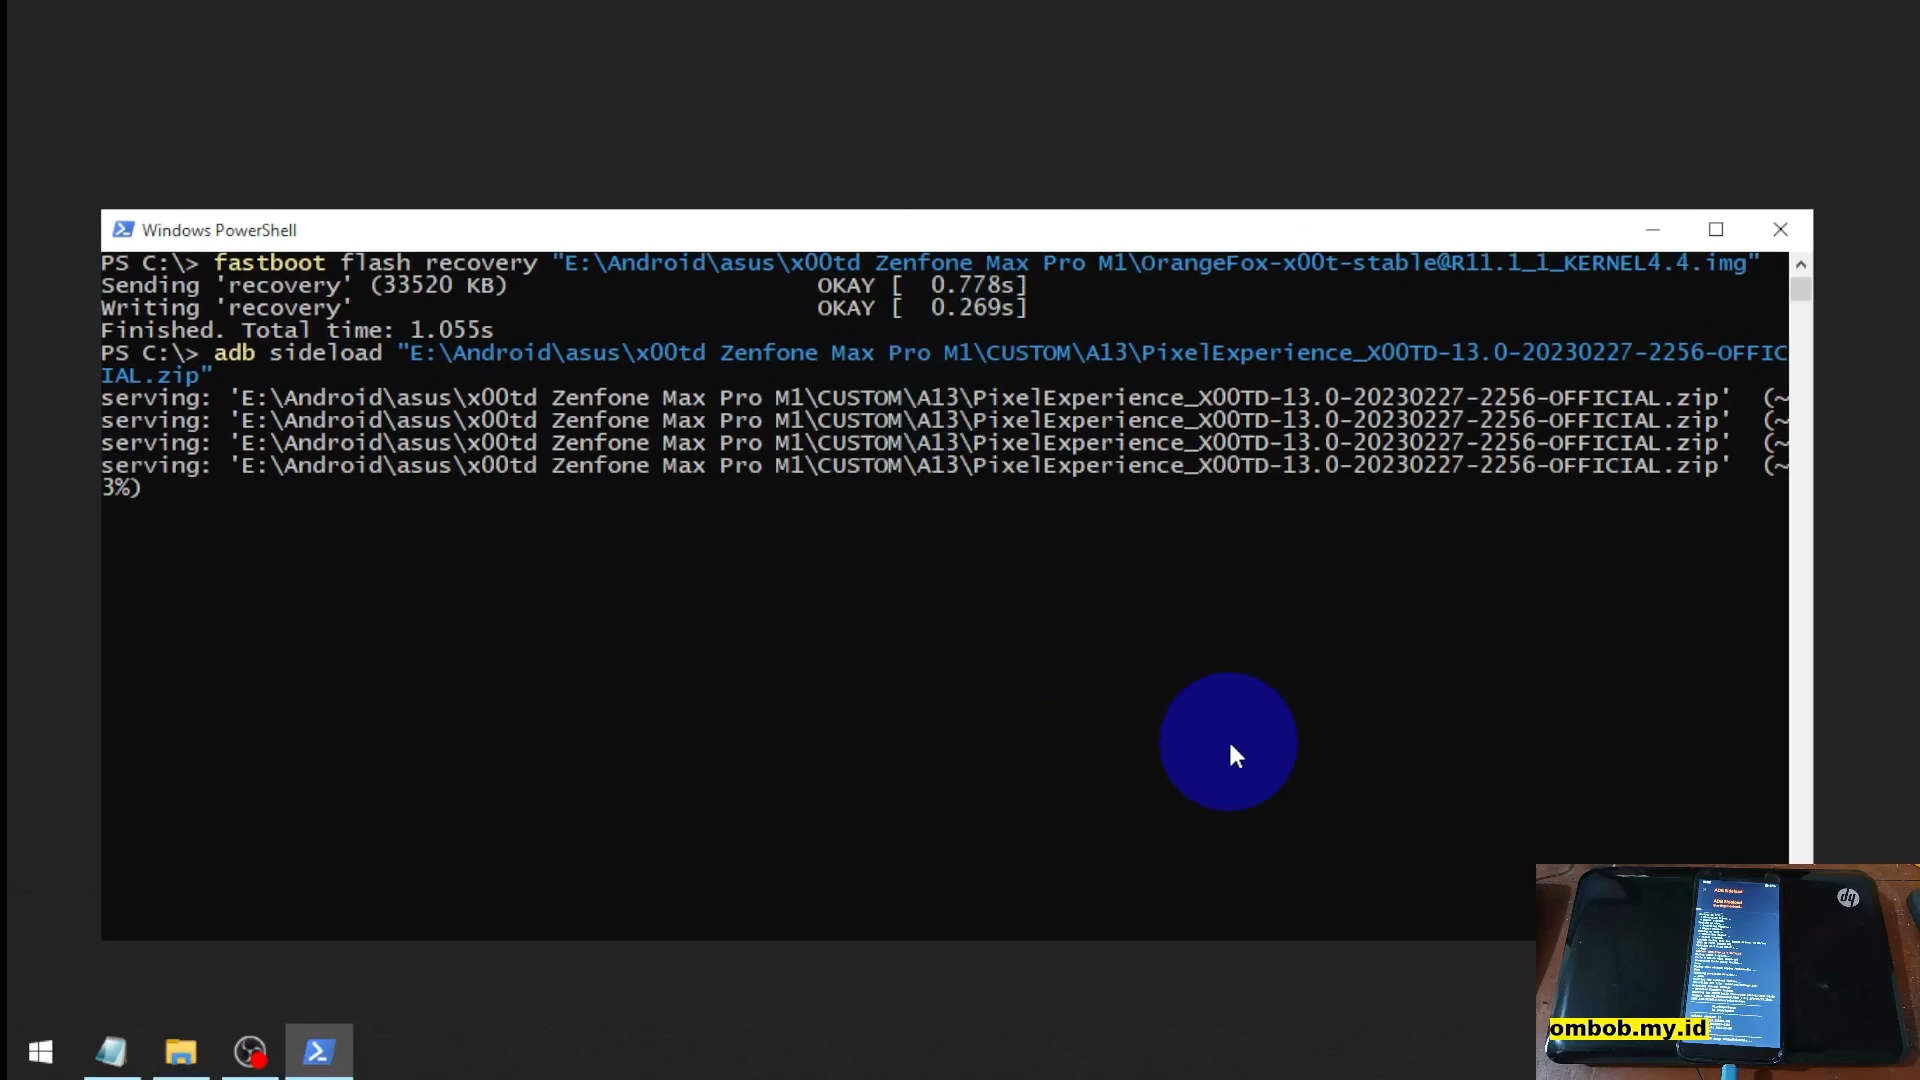 Windows PowerShell
PS C:\> fastboot flash recovery "E:\Android\asus\x00td Zenfone Max Pro M1\OrangeFox-x00t-stable@R11.1_1_KERNEL4.4.img"
Sending 'recovery' (33520 KB) OKAY [ 0.778s]
Writing 'recovery' OKAY [ 0.269s]
Finished. Total time: 1.055s
PS C:\> adb sideload "E:\Android\asus\x00td Zenfone Max Pro M1\CUSTOM\A13\PixelExperience_X00TD-13.0-20230227-2256-OFFIC
IAL.zip"
serving: 'E:\Android\asus\x00td Zenfone Max Pro M1\CUSTOM\A13\PixelExperience_X00TD-13.0-20230227-2256-OFFICIAL.zip' (~
serving: 'E:\Android\asus\x00td Zenfone Max Pro M1\CUSTOM\A13\PixelExperience_X00TD-13.0-20230227-2256-OFFICIAL.zip' (~
serving: 'E:\Android\asus\x00td Zenfone Max Pro M1\CUSTOM\A13\PixelExperience_X00TD-13.0-20230227-2256-OFFICIAL.zip' (~
serving: 'E:\Android\asus\x00td Zenfone Max Pro M1\CUSTOM\A13\PixelExperience_X00TD-13.0-20230227-2256-OFFICIAL.zip' (~
3%)
ADB Sideload
ADB Sideload
hp
ombob.my.id